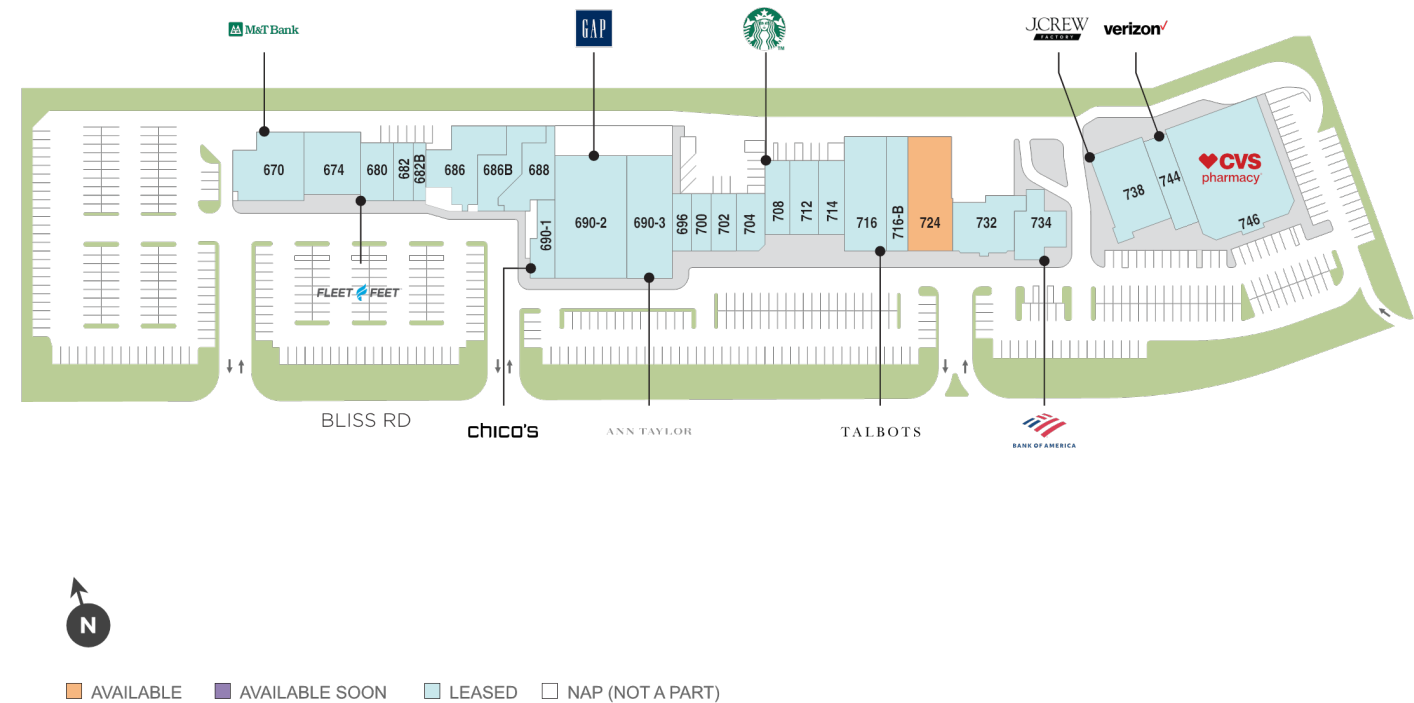 M&T Bank
GAP
J.CREW
FACTORY
verizon✓
TM
670
674
680
682
682B
686
686B
688
690-1
690-2
690-3
696
700
702
704
708
712
714
716
716-B
724
732
734
738
744
CVS
pharmacy
746
FLEET FEET
BLISS RD
chico's
ANN TAYLOR
TALBOTS
BANK OF AMERICA
N
AVAILABLE
AVAILABLE SOON
LEASED
NAP (NOT A PART)